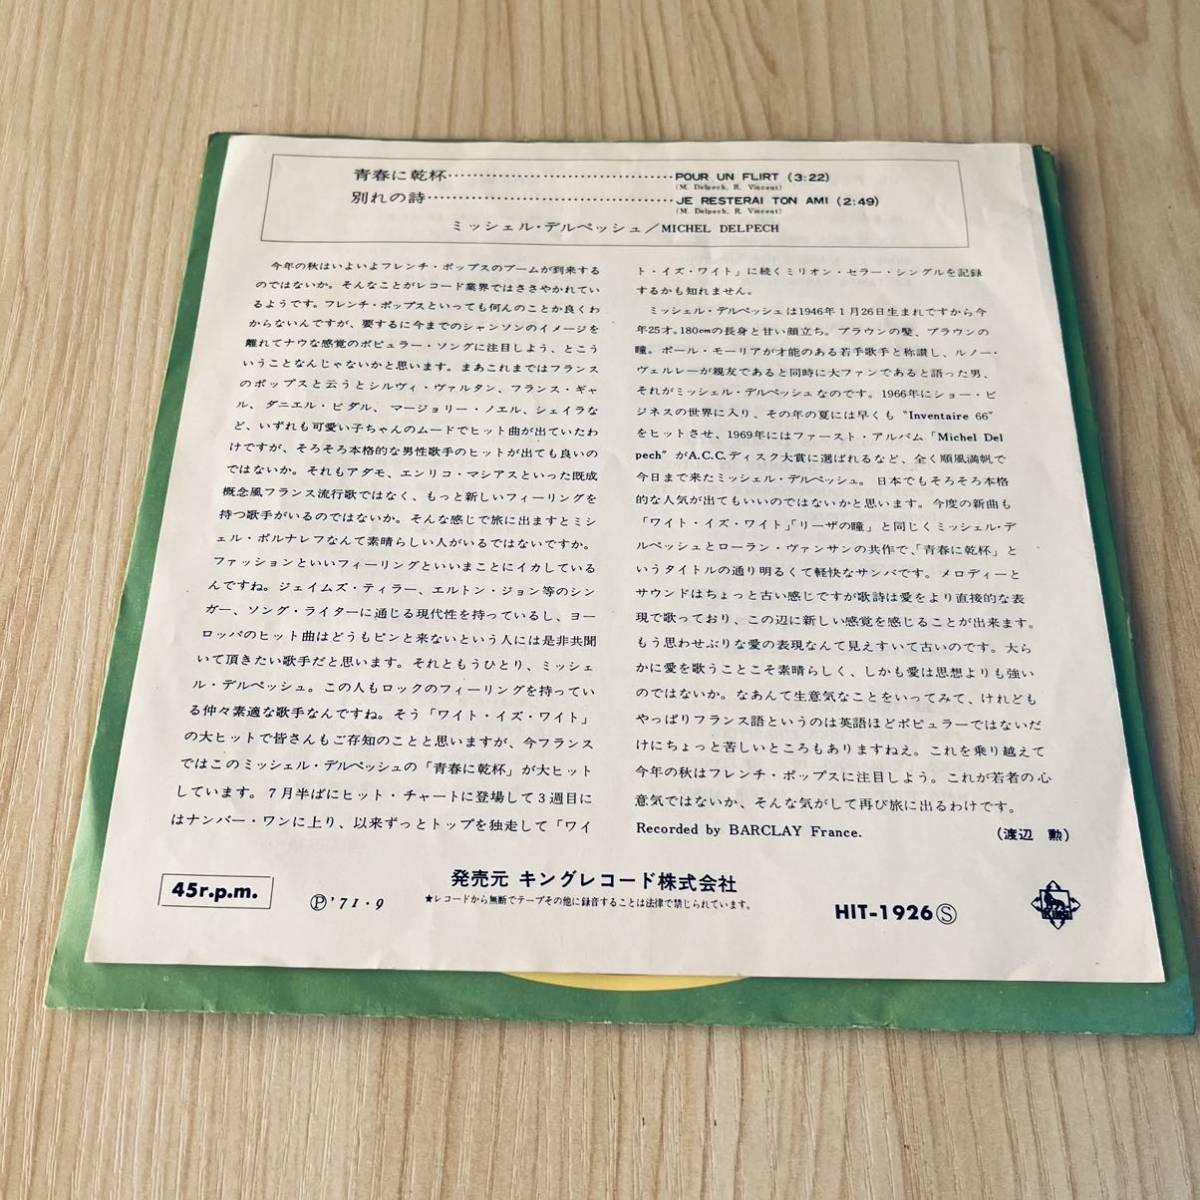 青春に乾杯・・・・・・・・・・・・・・・・・・・・・・・・・・・・・・・・・POUR UN FLIRT (3:22)
(M. Delpech, R. Vincent)
別れの詩・・・・・・・・・・・・・・・・・・・・・・・・・・・・・・・・・・・・JE RESTERAI TON AMI (2:49)
(M. Delpech, R. Vincent)
ミッシェル・デルペッシュ／MICHEL DELPECH
今年の秋はいよいよフレンチ・ポップスのブームが到来する
のではないか。そんなことがレコード業界ではささやかれてい
るようです。フレンチ・ポップスといっても何んのことか良くわ
からないんですが、要するに今までのシャンソンのイメージを
離れてナウな感覚のポピュラー・ソングに注目しよう、とこう
いうことなんじゃないかと思います。まあこれまではフランス
のポップスと云うとシルヴィ・ヴァルタン、フランス・ギャ
ル、ダニエル・ビダル、マージョリー・ノエル、シェイラな
ど、いずれも可愛い子ちゃんのムードでヒット曲が出ていたわ
けですが、そろそろ本格的な男性歌手のヒットが出ても良いの
ではないか。それもアダモ、エンリコ・マシアスといった既成
概念風フランス流行歌ではなく、もっと新しいフィーリングを
持つ歌手がいるのではないか。そんな感じで旅に出ますとミシ
ェル・ポルナレフなんて素晴らしい人がいるではないですか。
ファッションといいフィーリングといいまことにイカしている
んですね。ジェイムズ・テイラー、エルトン・ジョン等のシン
ガー、ソング・ライターに通じる現代性を持っているし、ヨー
ロッパのヒット曲はどうもピンと来ないという人には是非共聞
いて頂きたい歌手だと思います。それともうひとり、ミッシェ
ル・デルペッシュ。この人もロックのフィーリングを持ってい
る仲々素適な歌手なんですね。そう「ワイト・イズ・ワイト」
の大ヒットで皆さんもご存知のことと思いますが、今フランス
ではこのミッシェル・デルペッシュの「青春に乾杯」が大ヒット
しています。7月半ばにヒット・チャートに登場して3週目に
はナンバー・ワンに上り、以来ずっとトップを独走して「ワイ
ト・イズ・ワイト」に続くミリオン・セラー・シングルを記録
するかも知れません。
ミッシェル・デルペッシュは1946年1月26日生まれですから今
年25才。180cmの長身と甘い顔立ち。ブラウンの髪、ブラウンの
瞳。ポール・モーリアが才能のある若手歌手と称讃し、ルノー・
ヴェルレーが親友であると同時に大ファンであると語った男、
それがミッシェル・デルペッシュなのです。1966年にショー・ビ
ジネスの世界に入り、その年の夏には早くも“Inventaire 66”
をヒットさせ、1969年にはファースト・アルバム「Michel Del
pech”がA.C.C.ディスク大賞に選ばれるなど、全く順風満帆で
今日まで来たミッシェル・デルペッシュ。日本でもそろそろ本格
的な人気が出てもいいのではないかと思います。今度の新曲も
「ワイト・イズ・ワイト」「リーザの瞳」と同じくミッシェル・デ
ルペッシュとローラン・ヴァンサンの共作で、「青春に乾杯」と
いうタイトルの通り明るくて軽快なサンバです。メロディーと
サウンドはちょっと古い感じですが歌詩は愛をより直接的な表
現で歌っており、この辺に新しい感覚を感じることが出来ます。
もう思わせぶりな愛の表現なんて見えすいて古いのです。大ら
かに愛を歌うことこそ素晴らしく、しかも愛は思想よりも強い
のではないか。なあんて生意気なことをいってみて、けれども
やっぱりフランス語というのは英語ほどポピュラーではないだ
けにちょっと苦しいところもありますねえ。これを乗り越えて
今年の秋はフレンチ・ポップスに注目しよう。これが若者の心
意気ではないか、そんな気がして再び旅に出るわけです。
Recorded by BARCLAY France. （渡辺 勲）
45r.p.m.
Ⓟ'71・9
発売元 キングレコード株式会社
★レコードから無断でテープその他に録音することは法律で禁じられています。
HIT-1926Ⓢ
King